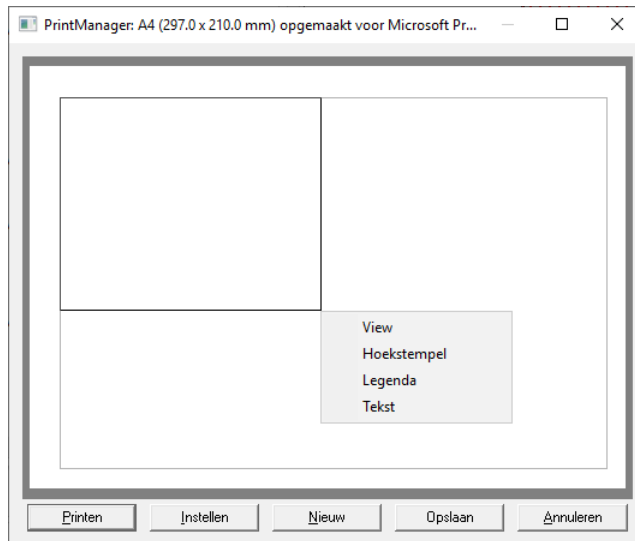 PrintManager: A4 (297.0 x 210.0 mm) opgemaakt voor Microsoft Pr...
View
Hoekstempel
Legenda
Tekst
Printen Instellen Nieuw Opslaan Annuleren